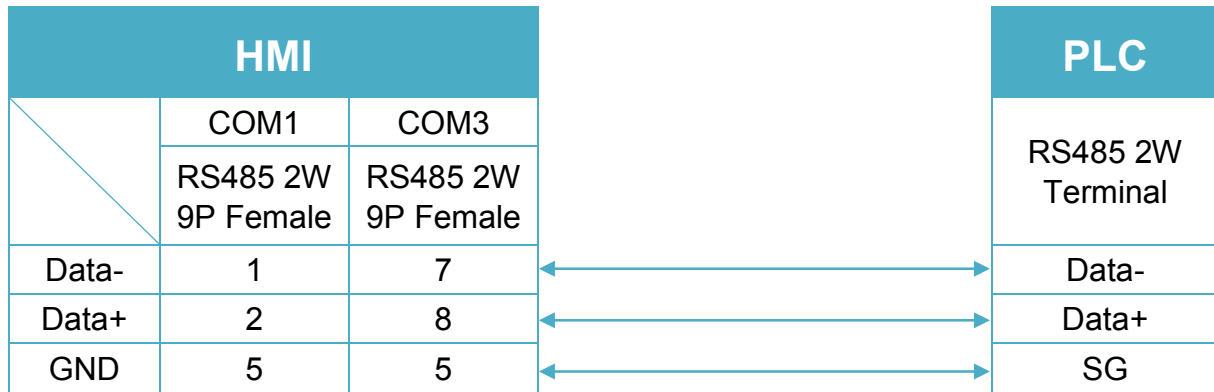 HMI PLC
COM1 COM3
RS485 2W RS485 2W RS485 2W
9P Female 9P Female Terminal
Data- 1 7 Data-
Data+ 2 8 Data+
GND 5 5 SG